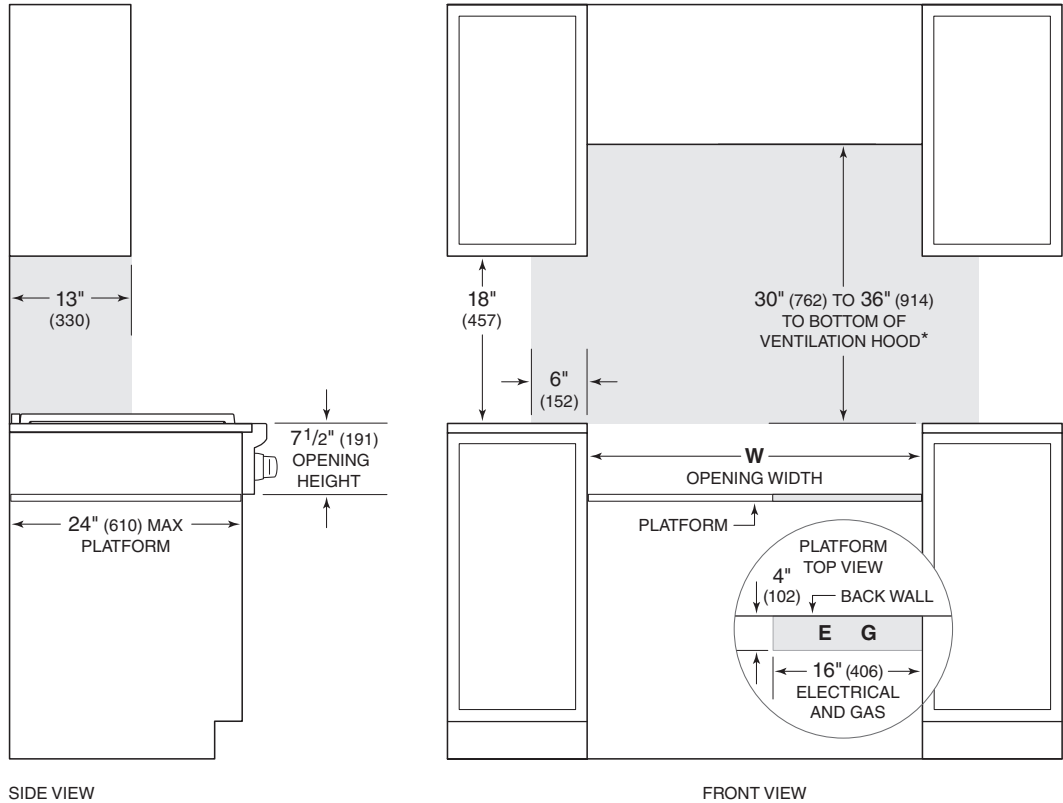 13"
(330)
7 1/2" (191)
OPENING
HEIGHT
24" (610) MAX
PLATFORM
SIDE VIEW
18"
(457)
30" (762) TO 36" (914)
TO BOTTOM OF
VENTILATION HOOD*
6"
(152)
W
OPENING WIDTH
PLATFORM
PLATFORM
TOP VIEW
4"
(102)
BACK WALL
E G
16" (406)
ELECTRICAL
AND GAS
FRONT VIEW